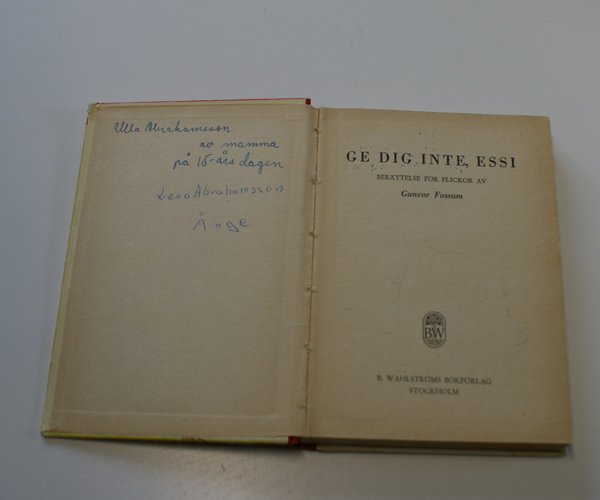 Ulla Abrahamsson
av mamma
på 15-års dagen
Lena Abrahamsson
Ånge
GE DIG INTE, ESSI
BERÄTTELSE FÖR FLICKOR AV
Gunvor Fossum
BW
B. WAHLSTRÖMS BOKFÖRLAG
STOCKHOLM